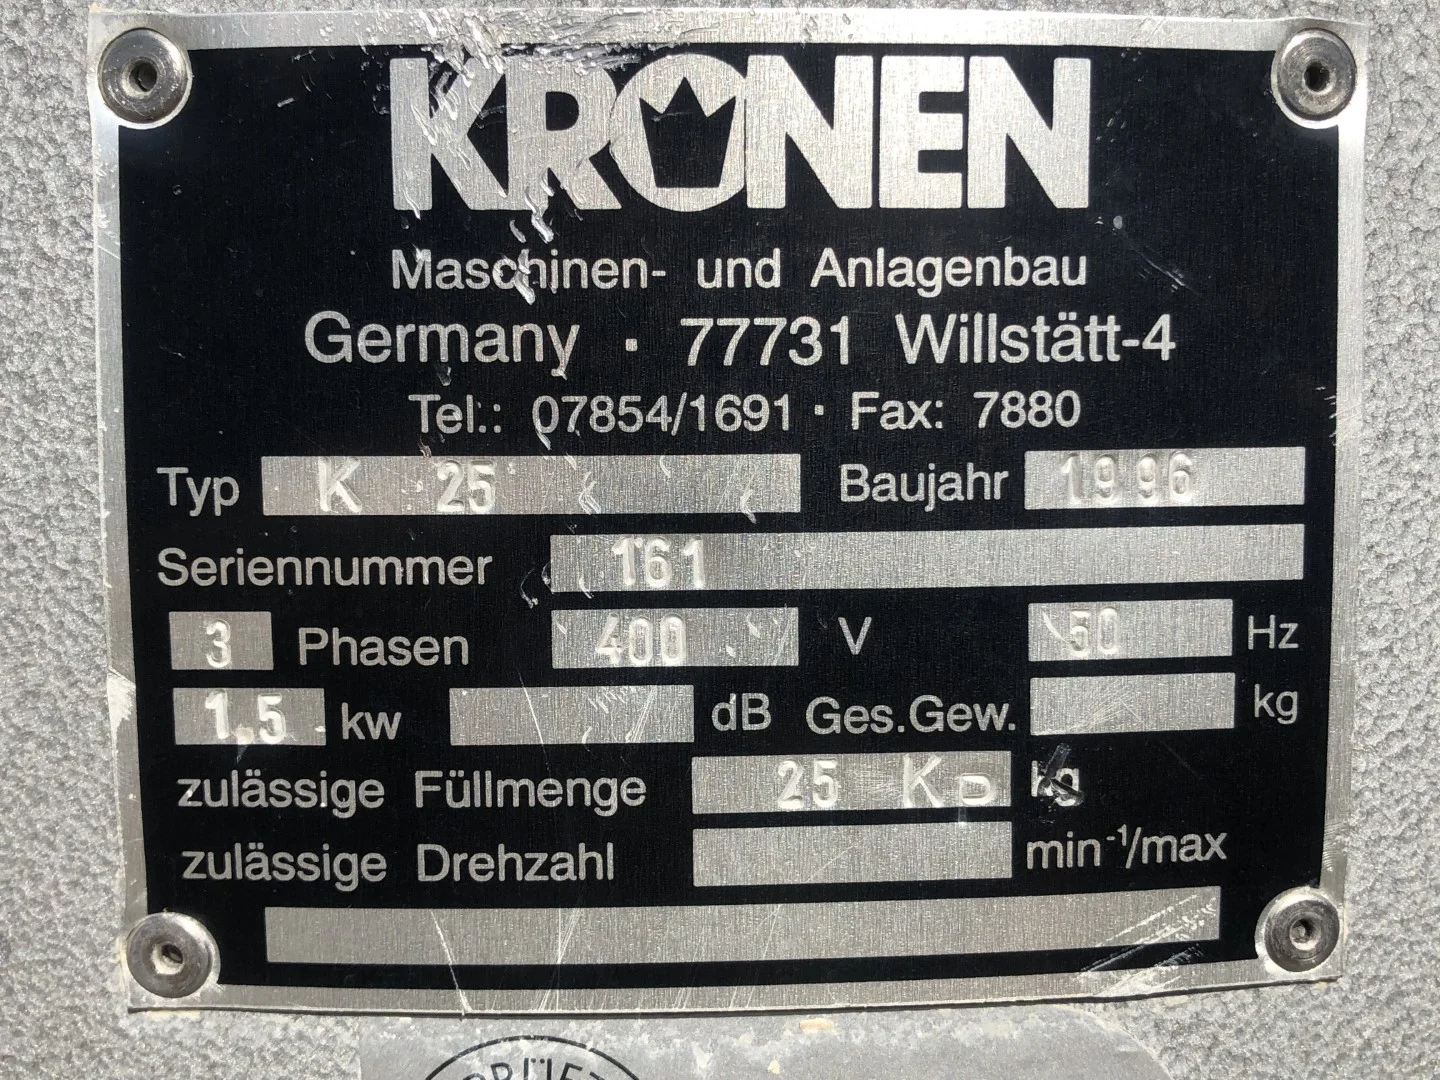 KRONEN
Maschinen- und Anlagenbau
Germany · 77731 Willstätt-4
Tel.: 07854/1691 · Fax: 7880
Typ K 25 Baujahr 1996
Seriennummer 161
3 Phasen 400 V 50 Hz
1,5 kw dB Ges.Gew. kg
zulässige Füllmenge 25 Kp kg
zulässige Drehzahl min⁻¹/max